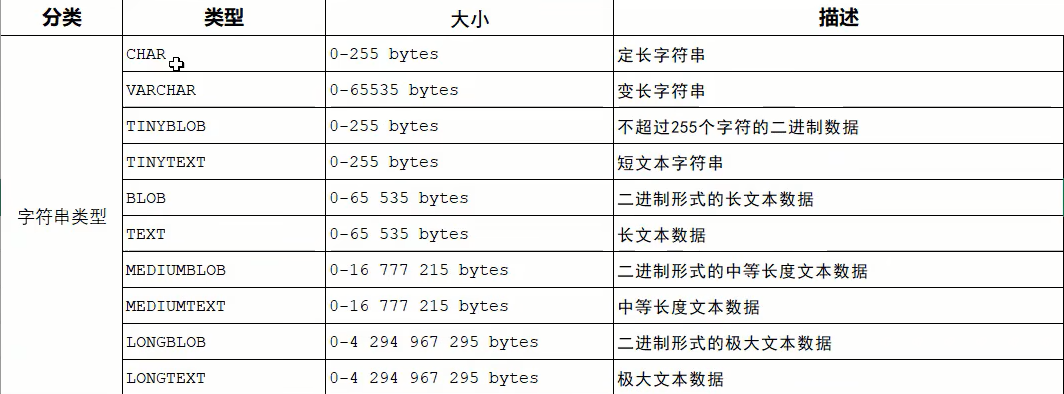 分类 类型 大小 描述
字符串类型
CHAR 0-255 bytes 定长字符串
VARCHAR 0-65535 bytes 变长字符串
TINYBLOB 0-255 bytes 不超过255个字符的二进制数据
TINYTEXT 0-255 bytes 短文本字符串
BLOB 0-65 535 bytes 二进制形式的长文本数据
TEXT 0-65 535 bytes 长文本数据
MEDIUMBLOB 0-16 777 215 bytes 二进制形式的中等长度文本数据
MEDIUMTEXT 0-16 777 215 bytes 中等长度文本数据
LONGBLOB 0-4 294 967 295 bytes 二进制形式的极大文本数据
LONGTEXT 0-4 294 967 295 bytes 极大文本数据